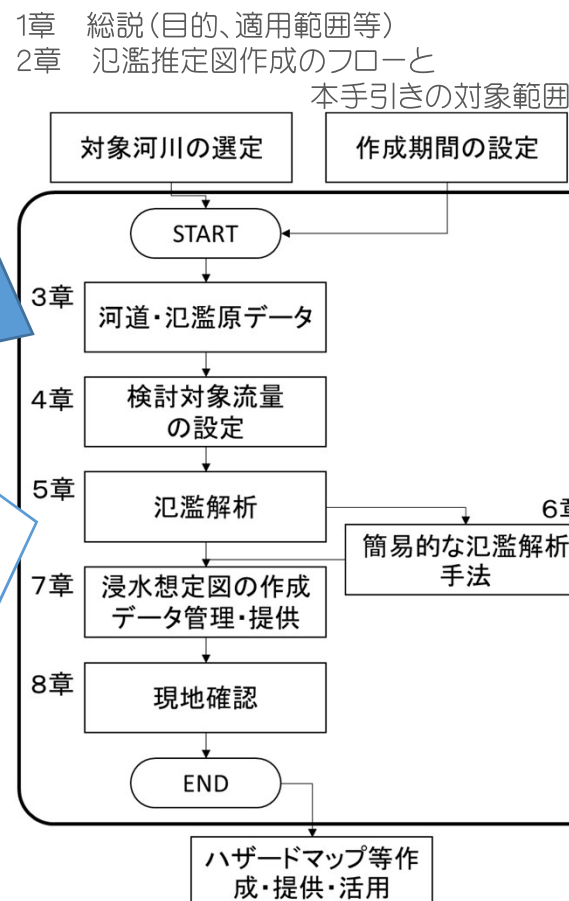 1章 総説(目的、適用範囲等)
2章 氾濫推定図作成のフローと
本手引きの対象範囲
対象河川の選定
作成期間の設定
START
3章
河道・氾濫原データ
4章
検討対象流量
の設定
5章
氾濫解析
6章
簡易的な氾濫解析
手法
7章
浸水想定図の作成
データ管理・提供
8章
現地確認
END
ハザードマップ等作
成・提供・活用